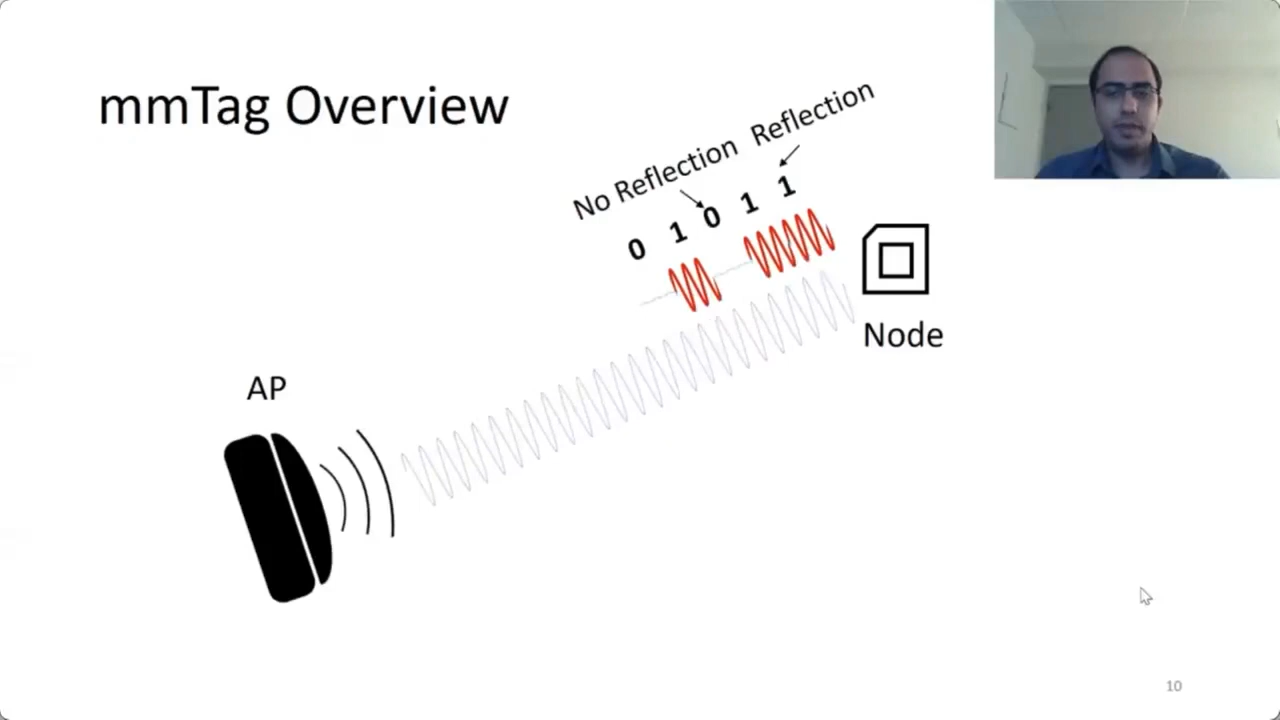 mmTag Overview
No Reflection
Reflection
0 1 0 1 1
Node
AP
10